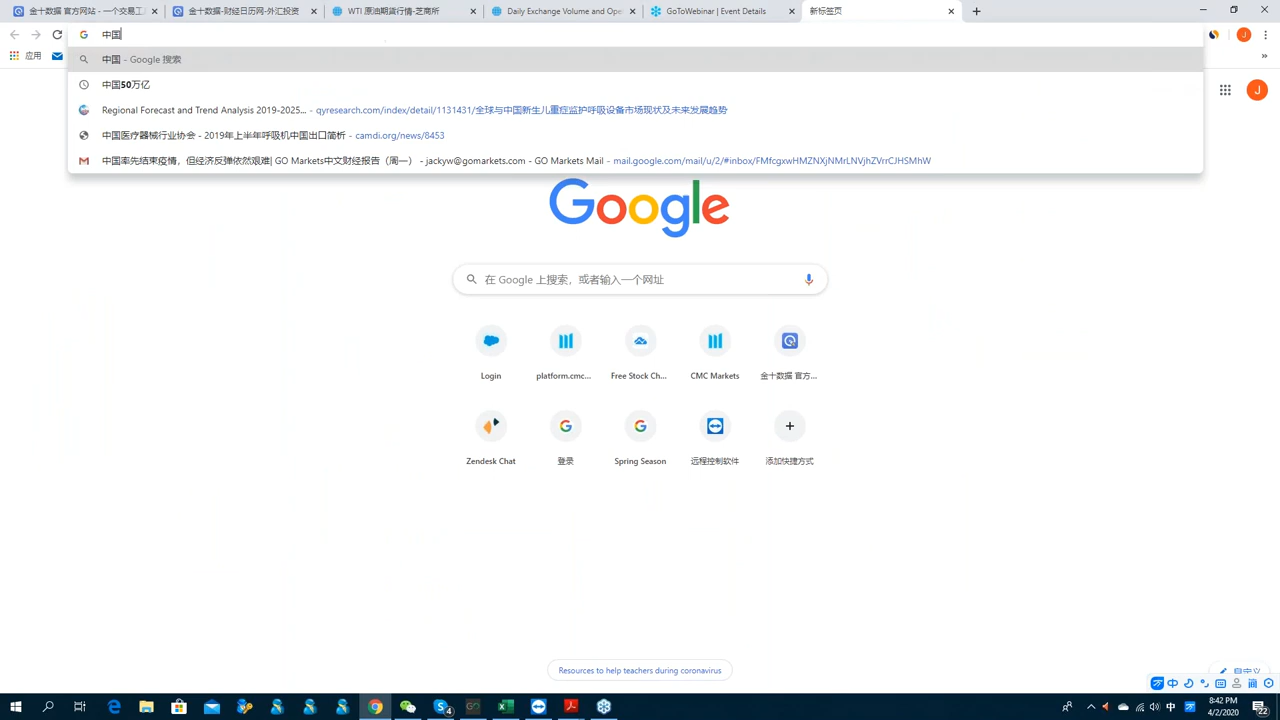 金十数据 官方网站 - 一个交易工具
金十数据-财经日历网-外汇投资
WTI 原油期货行情-芝商所
Daily Exchange Volume and Ope
GoToWebinar | Event Details
新标签页
中国
应用
中国 - Google 搜索
中国50万亿
Regional Forecast and Trend Analysis 2019-2025... - qyresearch.com/index/detail/1131431/全球与中国新生儿重症监护呼吸设备市场现状及未来发展趋势
中国医疗器械行业协会 - 2019年上半年呼吸机中国出口简析 - camdi.org/news/8453
中国率先结束疫情，但经济反弹依然艰难| GO Markets中文财经报告（周一） - jackyw@gomarkets.com - GO Markets Mail - mail.google.com/mail/u/2/#inbox/FMfcgxwHMZNXjNMrLNVjhZVrrCJHSMhW
J
J
Google
在 Google 上搜索，或者输入一个网址
Login
platform.cmc...
Free Stock Ch...
CMC Markets
金十数据 官方...
Zendesk Chat
登录
Spring Season
远程控制软件
添加快捷方式
Resources to help teachers during coronavirus
中
简
4
中
8:42 PM
4/2/2020
22